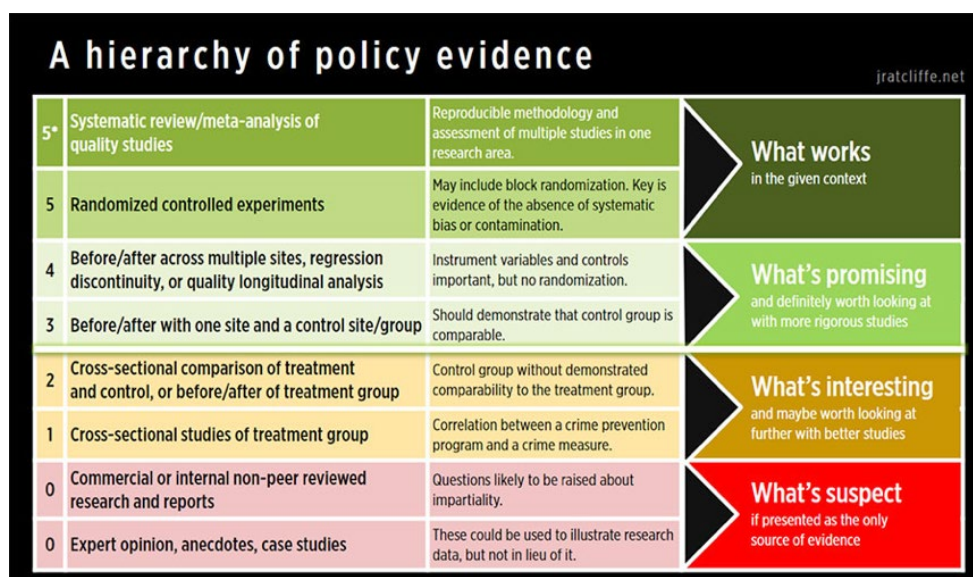 A hierarchy of policy evidence
jratcliffe.net
5*
Systematic review/meta-analysis of
quality studies
Reproducible methodology and
assessment of multiple studies in one
research area.
What works
in the given context
5
Randomized controlled experiments
May include block randomization. Key is
evidence of the absence of systematic
bias or contamination.
4
Before/after across multiple sites, regression
discontinuity, or quality longitudinal analysis
Instrument variables and controls
important, but no randomization.
What's promising
and definitely worth looking at
with more rigorous studies
3
Before/after with one site and a control site/group
Should demonstrate that control group is
comparable.
2
Cross-sectional comparison of treatment
and control, or before/after of treatment group
Control group without demonstrated
comparability to the treatment group.
What's interesting
and maybe worth looking at
further with better studies
1
Cross-sectional studies of treatment group
Correlation between a crime prevention
program and a crime measure.
0
Commercial or internal non-peer reviewed
research and reports
Questions likely to be raised about
impartiality.
What's suspect
if presented as the only
source of evidence
0
Expert opinion, anecdotes, case studies
These could be used to illustrate research
data, but not in lieu of it.